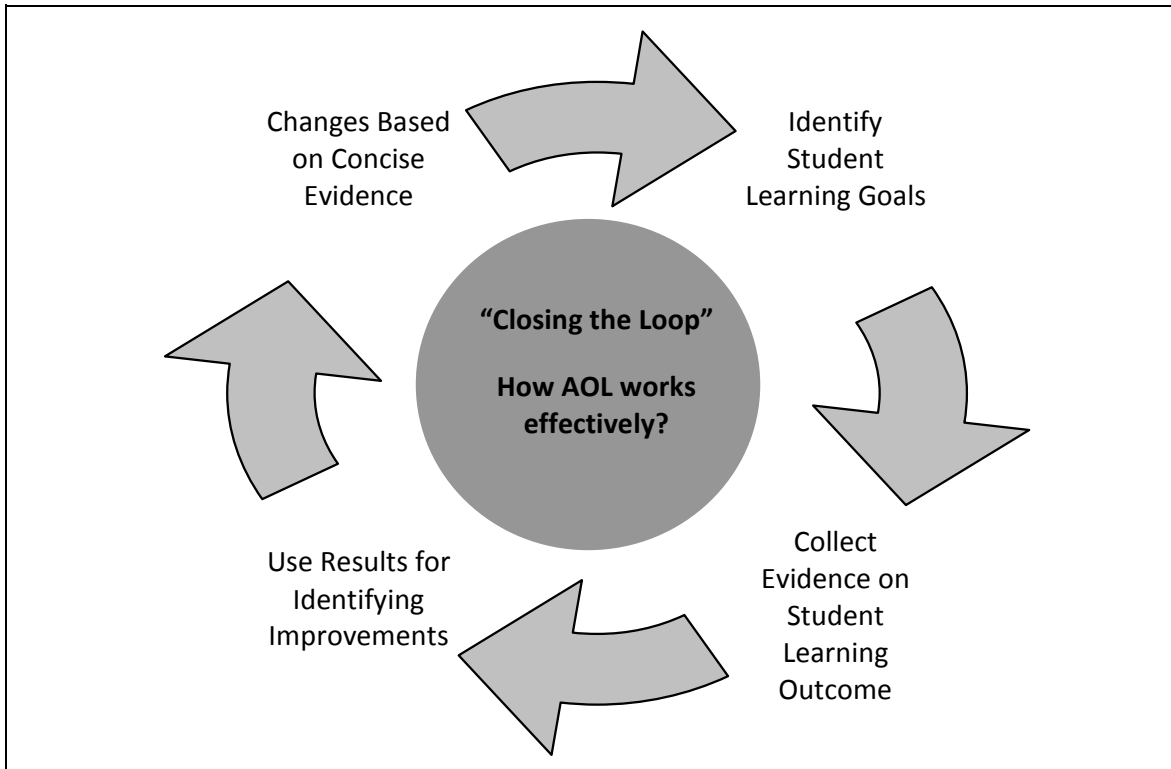 Changes Based
on Concise
Evidence
Identify
Student
Learning Goals
“Closing the Loop”
How AOL works
effectively?
Use Results for
Identifying
Improvements
Collect
Evidence on
Student
Learning
Outcome